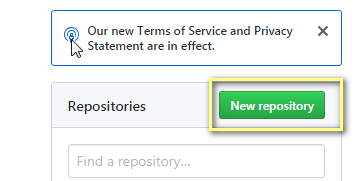 Our new Terms of Service and Privacy
Statement are in effect.
Repositories
New repository
Find a repository...